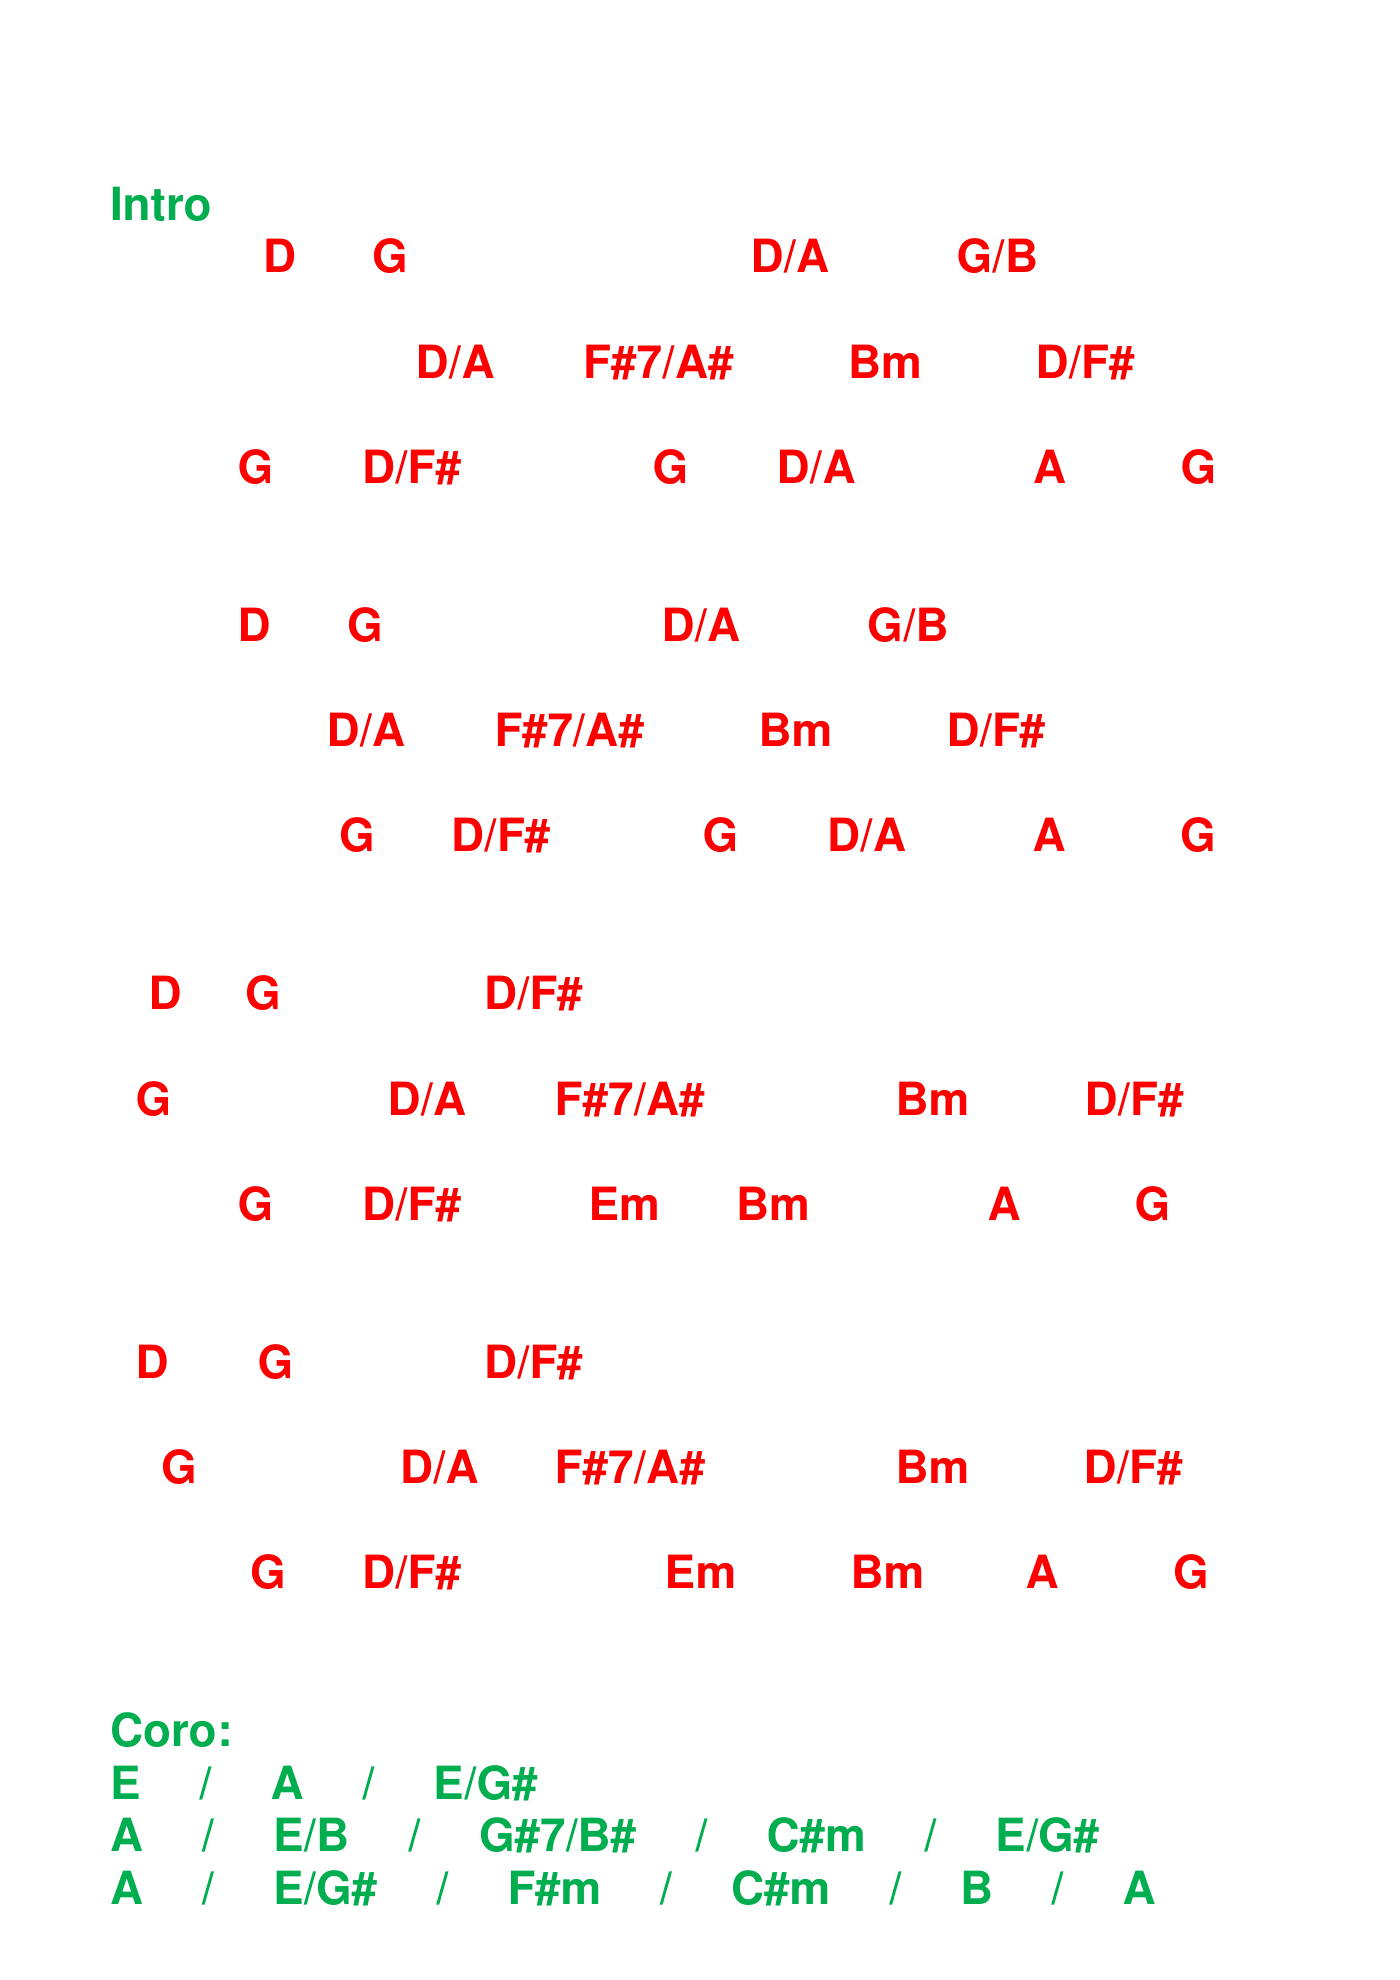 Intro
D G D/A G/B
D/A F#7/A# Bm D/F#
G D/F# G D/A A G
D G D/A G/B
D/A F#7/A# Bm D/F#
G D/F# G D/A A G
D G D/F#
G D/A F#7/A# Bm D/F#
G D/F# Em Bm A G
D G D/F#
G D/A F#7/A# Bm D/F#
G D/F# Em Bm A G
Coro:
E / A / E/G#
A / E/B / G#7/B# / C#m / E/G#
A / E/G# / F#m / C#m / B / A